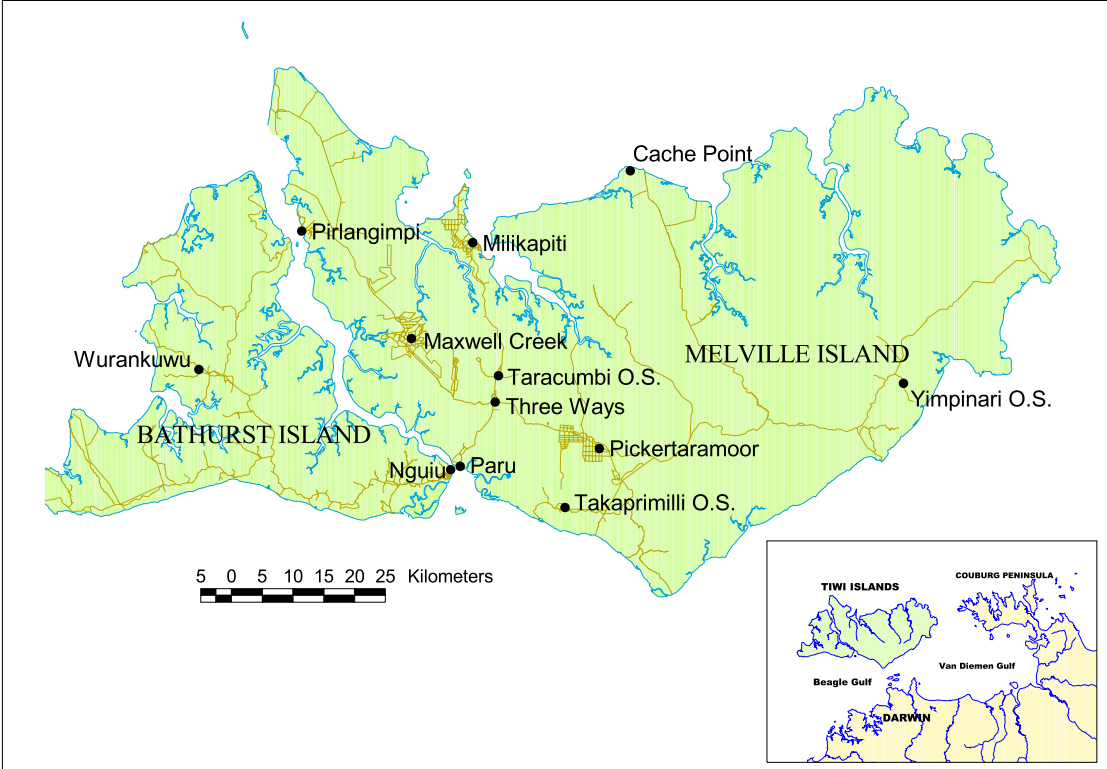 Cache Point
Pirlangimpi
Milikapiti
Maxwell Creek
MELVILLE ISLAND
Wurankuwu
Taracumbi O.S.
Yimpinari O.S.
Three Ways
BATHURST ISLAND
Pickertaramoor
Nguiu
Paru
Takaprimilli O.S.
5 0 5 10 15 20 25 Kilometers
TIWI ISLANDS
COUBURG PENINSULA
Van Diemen Gulf
Beagle Gulf
DARWIN